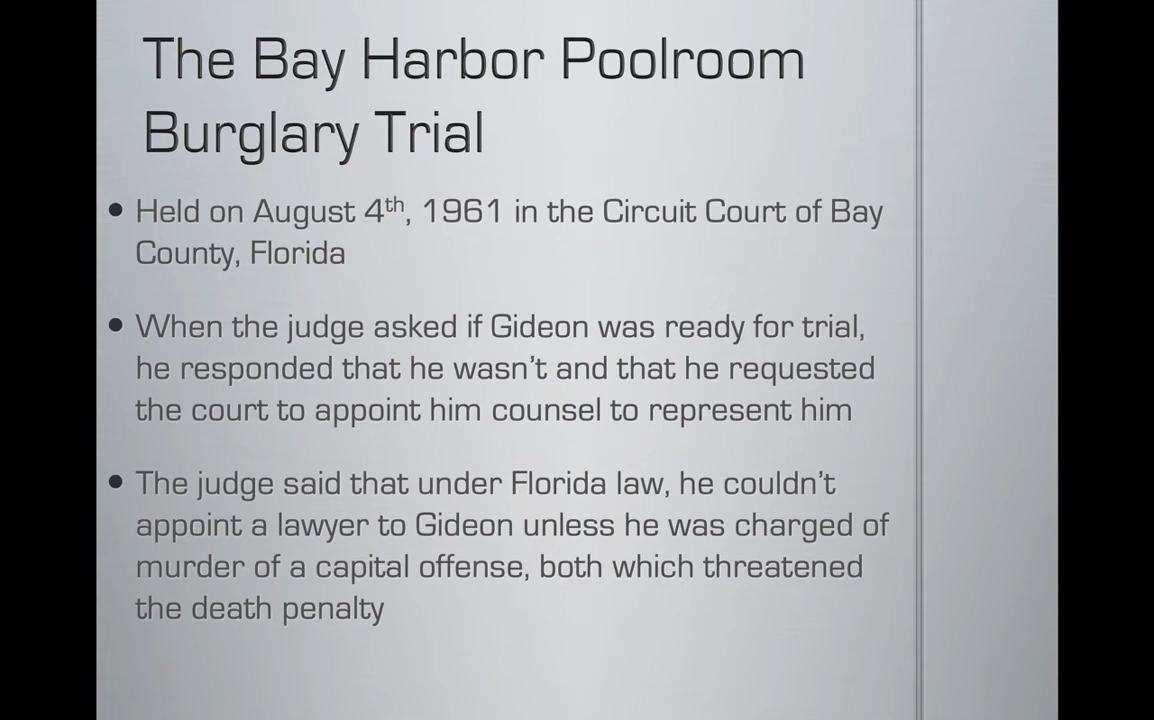 The Bay Harbor Poolroom
Burglary Trial
• Held on August 4th, 1961 in the Circuit Court of Bay
County, Florida
• When the judge asked if Gideon was ready for trial,
he responded that he wasn’t and that he requested
the court to appoint him counsel to represent him
• The judge said that under Florida law, he couldn’t
appoint a lawyer to Gideon unless he was charged of
murder of a capital offense, both which threatened
the death penalty